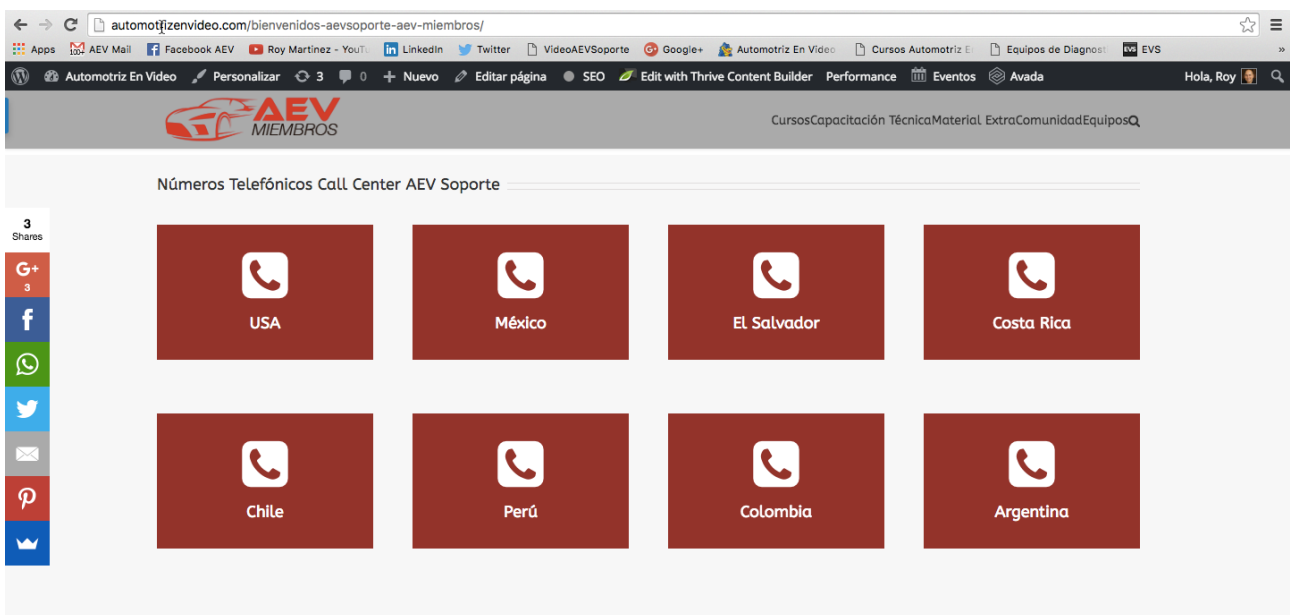 automotrizenvideo.com/bienvenidos-aevsoporte-aev-miembros/
Apps AEV Mail Facebook AEV Roy Martinez - YouTu LinkedIn Twitter VideoAEVSoporte Google+ Automotriz En Video Cursos Automotriz E Equipos de Diagnost EVS EVS »
Automotriz En Video Personalizar 3 0 + Nuevo Editar página SEO Edit with Thrive Content Builder Performance Eventos Avada Hola, Roy
AEV
MIEMBROS
CursosCapacitación TécnicaMaterial ExtraComunidadEquipos
Números Telefónicos Call Center AEV Soporte
3
Shares
G+
3
USA México El Salvador Costa Rica
Chile Perú Colombia Argentina